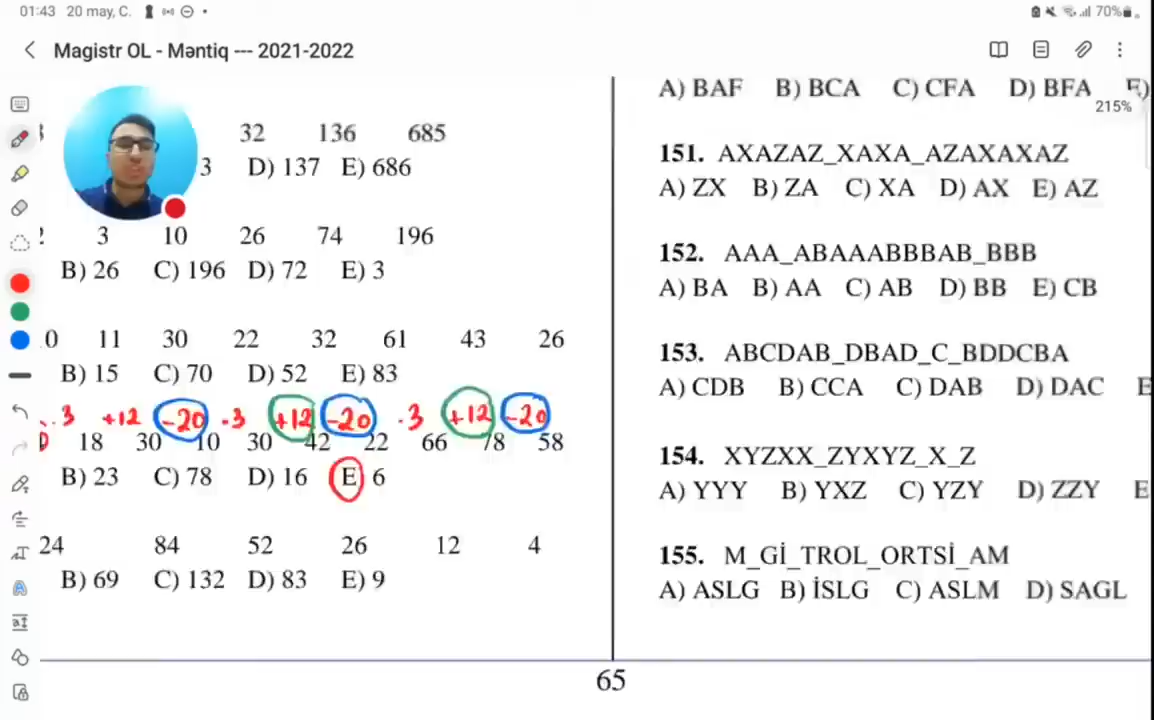 01:43 20 may, C.
70%
Magistr OL - Məntiq --- 2021-2022
215%
32 136 685
3 D) 137 E) 686
3 10 26 74 196
B) 26 C) 196 D) 72 E) 3
0 11 30 22 32 61 43 26
B) 15 C) 70 D) 52 E) 83
·3 +12 -20 ·3 +12 -20 ·3 +12 -20
18 30 10 30 42 22 66 78 58
B) 23 C) 78 D) 16 E) 6
24 84 52 26 12 4
B) 69 C) 132 D) 83 E) 9
A) BAF B) BCA C) CFA D) BFA E)
151. AXAZAZ_XAXA_AZAXAXAZ
A) ZX B) ZA C) XA D) AX E) AZ
152. AAA_ABAAABBBAB_BBB
A) BA B) AA C) AB D) BB E) CB
153. ABCDAB_DBAD_C_BDDCBA
A) CDB B) CCA C) DAB D) DAC E
154. XYZXX_ZYXYZ_X_Z
A) YYY B) YXZ C) YZY D) ZZY E
155. M_Gİ_TROL_ORTSİ_AM
A) ASLG B) İSLG C) ASLM D) SAGL
65